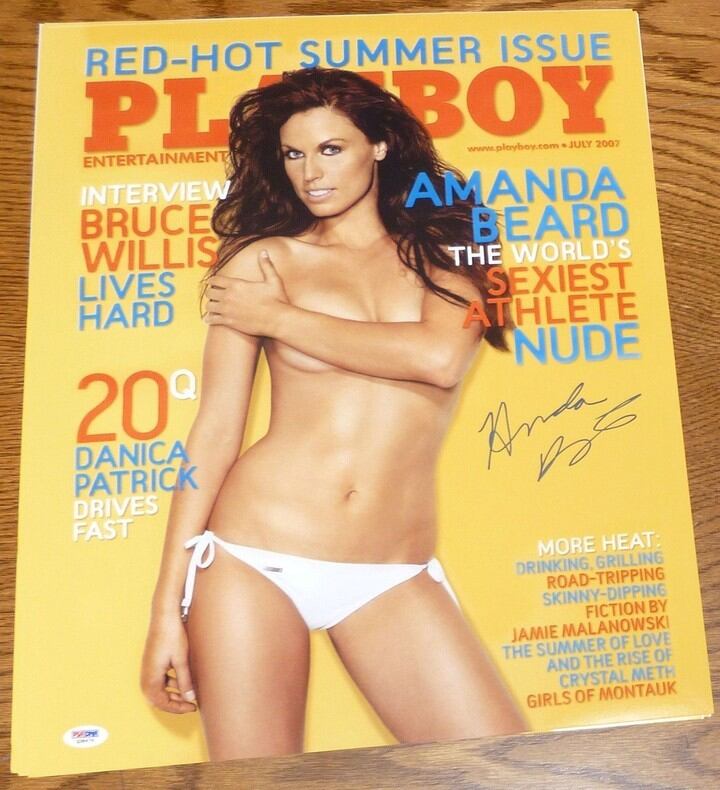 RED-HOT SUMMER ISSUE
PL BOY
ENTERTAINMENT
www.playboy.com • JULY 2007
INTERVIEW
BRUCE
WILLIS
LIVES
HARD
AMANDA
BEARD
THE WORLD'S
SEXIEST
ATHLETE
NUDE
20Q
DANICA
PATRICK
DRIVES
FAST
MORE HEAT:
DRINKING, GRILLING
ROAD-TRIPPING
SKINNY-DIPPING
FICTION BY
JAMIE MALANOWSKI
THE SUMMER OF LOVE
AND THE RISE OF
CRYSTAL METH
GIRLS OF MONTAUK